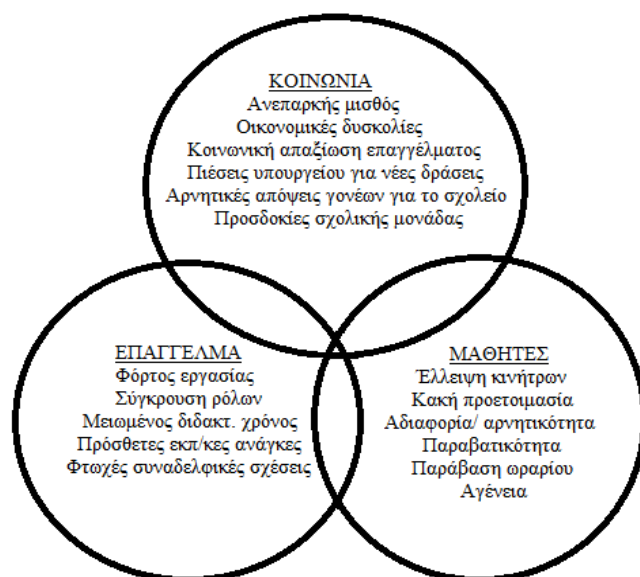 ΚΟΙΝΩΝΙΑ
Ανεπαρκής μισθός
Οικονομικές δυσκολίες
Κοινωνική απαξίωση επαγγέλματος
Πιέσεις υπουργείου για νέες δράσεις
Αρνητικές απόψεις γονέων για το σχολείο
Προσδοκίες σχολικής μονάδας
ΕΠΑΓΓΕΛΜΑ
Φόρτος εργασίας
Σύγκρουση ρόλων
Μειωμένος διδακτ. χρόνος
Πρόσθετες εκπ/κες ανάγκες
Φτωχές συναδελφικές σχέσεις
ΜΑΘΗΤΕΣ
Έλλειψη κινήτρων
Κακή προετοιμασία
Αδιαφορία/ αρνητικότητα
Παραβατικότητα
Παράβαση ωραρίου
Αγένεια